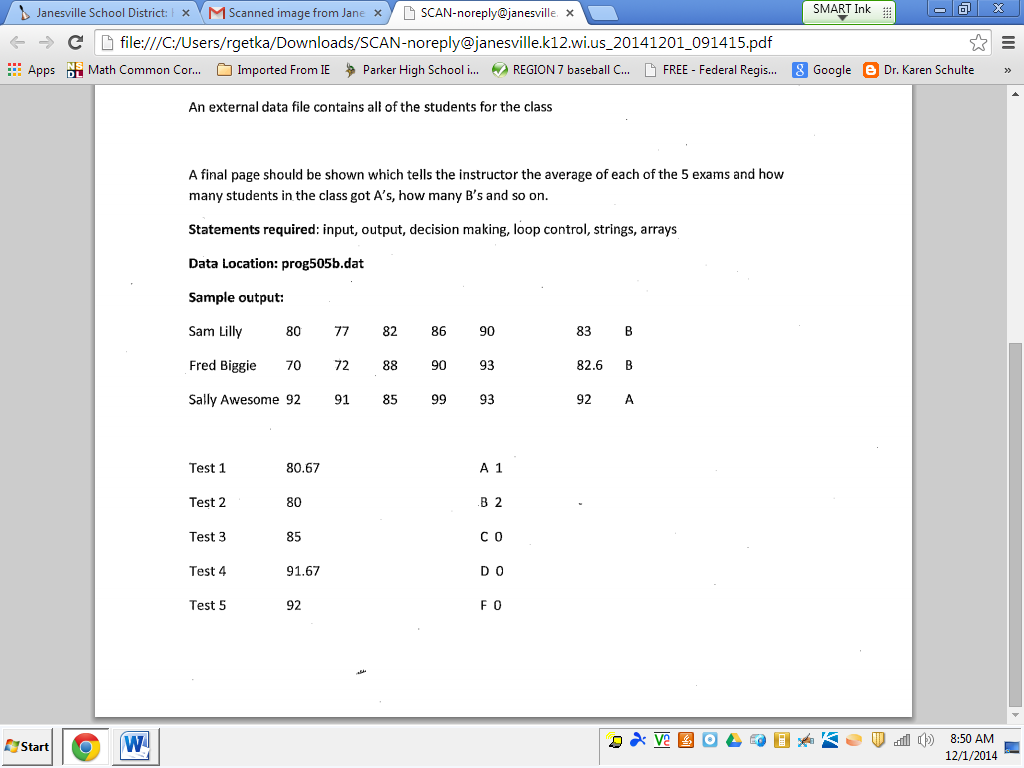 Janesville School District:
Scanned image from Jane
SCAN-noreply@janesville.
SMART Ink
file:///C:/Users/rgetka/Downloads/SCAN-noreply@janesville.k12.wi.us_20141201_091415.pdf
Apps Math Common Cor... Imported From IE Parker High School i... REGION 7 baseball C... FREE - Federal Regis... Google Dr. Karen Schulte »
An external data file contains all of the students for the class
A final page should be shown which tells the instructor the average of each of the 5 exams and how
many students in the class got A's, how many B's and so on.
Statements required: input, output, decision making, loop control, strings, arrays
Data Location: prog505b.dat
Sample output:
Sam Lilly 80 77 82 86 90 83 B
Fred Biggie 70 72 88 90 93 82.6 B
Sally Awesome 92 91 85 99 93 92 A
Test 1 80.67 A 1
Test 2 80 B 2
Test 3 85 C 0
Test 4 91.67 D 0
Test 5 92 F 0
Start
8:50 AM
12/1/2014